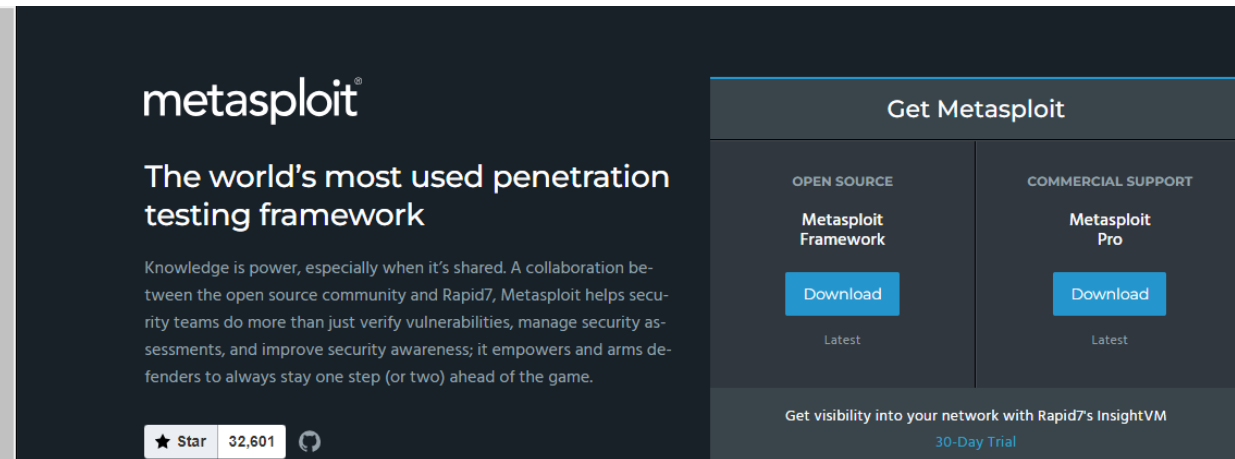 metasploit®
The world's most used penetration
testing framework
Knowledge is power, especially when it's shared. A collaboration be-
tween the open source community and Rapid7, Metasploit helps secu-
rity teams do more than just verify vulnerabilities, manage security as-
sessments, and improve security awareness; it empowers and arms de-
fenders to always stay one step (or two) ahead of the game.
Star 32,601
Get Metasploit
OPEN SOURCE
Metasploit
Framework
Download
Latest
COMMERCIAL SUPPORT
Metasploit
Pro
Download
Latest
Get visibility into your network with Rapid7's InsightVM
30-Day Trial